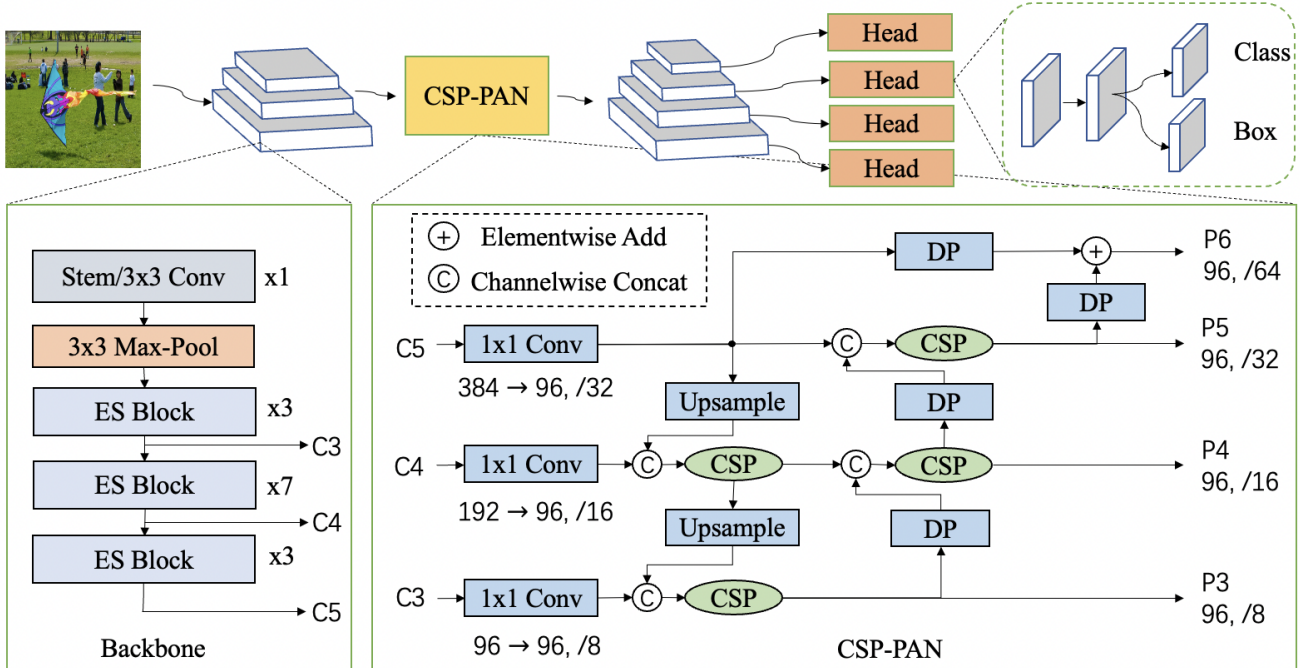 CSP-PAN
Head
Head
Head
Head
Class
Box
Stem/3x3 Conv x1
3x3 Max-Pool
ES Block x3
C3
ES Block x7
C4
ES Block x3
C5
Backbone
+ Elementwise Add
C Channelwise Concat
DP + P6
96, /64
DP
C5 1x1 Conv C CSP P5
384 → 96, /32 96, /32
Upsample DP
C4 1x1 Conv C CSP C CSP P4
192 → 96, /16 96, /16
Upsample DP
C3 1x1 Conv C CSP P3
96 → 96, /8 96, /8
CSP-PAN